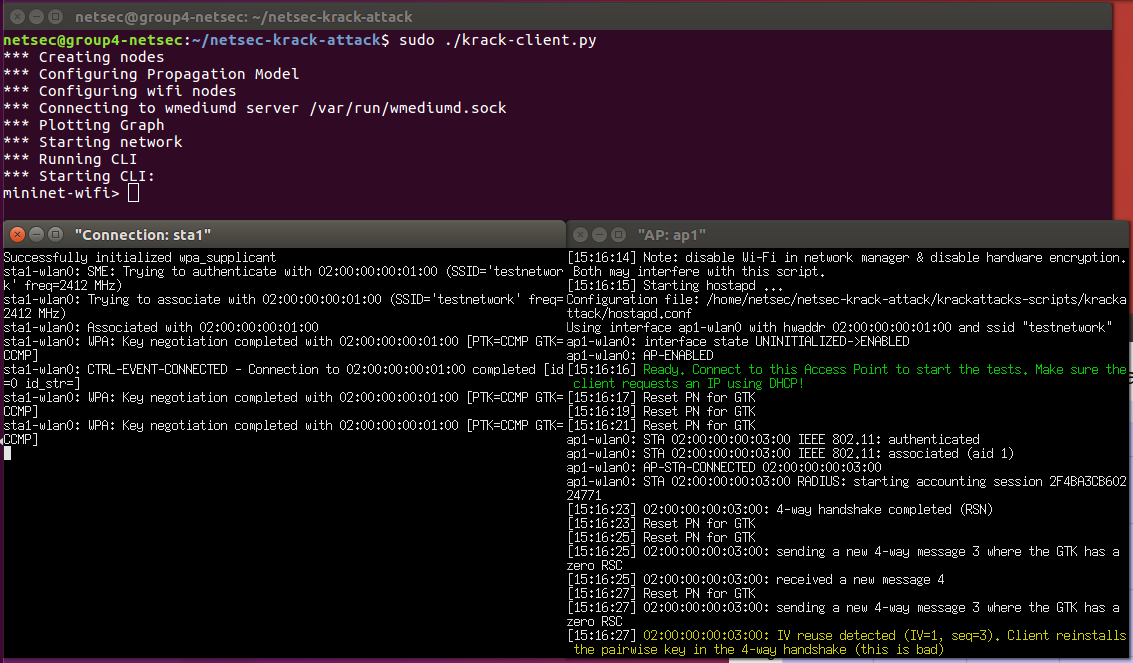 netsec@group4-netsec: ~/netsec-krack-attack
netsec@group4-netsec:~/netsec-krack-attack$ sudo ./krack-client.py
*** Creating nodes
*** Configuring Propagation Model
*** Configuring wifi nodes
*** Connecting to wmediumd server /var/run/wmediumd.sock
*** Plotting Graph
*** Starting network
*** Running CLI
*** Starting CLI:
mininet-wifi>
"Connection: sta1"
Successfully initialized wpa_supplicant
sta1-wlan0: SME: Trying to authenticate with 02:00:00:00:01:00 (SSID='testnetwor
k' freq=2412 MHz)
sta1-wlan0: Trying to associate with 02:00:00:00:01:00 (SSID='testnetwork' freq=
2412 MHz)
sta1-wlan0: Associated with 02:00:00:00:01:00
sta1-wlan0: WPA: Key negotiation completed with 02:00:00:00:01:00 [PTK=CCMP GTK=
CCMP]
sta1-wlan0: CTRL-EVENT-CONNECTED - Connection to 02:00:00:00:01:00 completed [id
=0 id_str=]
sta1-wlan0: WPA: Key negotiation completed with 02:00:00:00:01:00 [PTK=CCMP GTK=
CCMP]
sta1-wlan0: WPA: Key negotiation completed with 02:00:00:00:01:00 [PTK=CCMP GTK=
CCMP]
"AP: ap1"
[15:16:14] Note: disable Wi-Fi in network manager & disable hardware encryption.
Both may interfere with this script.
[15:16:15] Starting hostapd ...
Configuration file: /home/netsec/netsec-krack-attack/krackattacks-scripts/kracka
ttack/hostapd.conf
Using interface ap1-wlan0 with hwaddr 02:00:00:00:01:00 and ssid "testnetwork"
ap1-wlan0: interface state UNINITIALIZED->ENABLED
ap1-wlan0: AP-ENABLED
[15:16:16] Ready. Connect to this Access Point to start the tests. Make sure the
client requests an IP using DHCP!
[15:16:17] Reset PN for GTK
[15:16:19] Reset PN for GTK
[15:16:21] Reset PN for GTK
ap1-wlan0: STA 02:00:00:00:03:00 IEEE 802.11: authenticated
ap1-wlan0: STA 02:00:00:00:03:00 IEEE 802.11: associated (aid 1)
ap1-wlan0: AP-STA-CONNECTED 02:00:00:00:03:00
ap1-wlan0: STA 02:00:00:00:03:00 RADIUS: starting accounting session 2F4BA3CB602
24771
[15:16:23] 02:00:00:00:03:00: 4-way handshake completed (RSN)
[15:16:23] Reset PN for GTK
[15:16:25] Reset PN for GTK
[15:16:25] 02:00:00:00:03:00: sending a new 4-way message 3 where the GTK has a
zero RSC
[15:16:25] 02:00:00:00:03:00: received a new message 4
[15:16:27] Reset PN for GTK
[15:16:27] 02:00:00:00:03:00: sending a new 4-way message 3 where the GTK has a
zero RSC
[15:16:27] 02:00:00:00:03:00: IV reuse detected (IV=1, seq=3). Client reinstalls
the pairwise key in the 4-way handshake (this is bad)